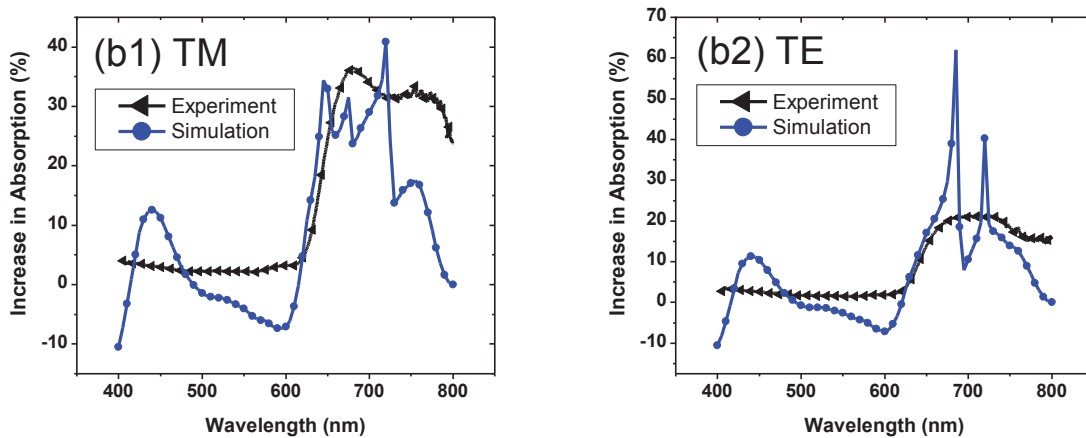 (b1) TM
Experiment
Simulation
Increase in Absorption (%)
40
30
20
10
0
-10
400 500 600 700 800
Wavelength (nm)
(b2) TE
Experiment
Simulation
Increase in Absorption (%)
70
60
50
40
30
20
10
0
-10
400 500 600 700 800
Wavelength (nm)